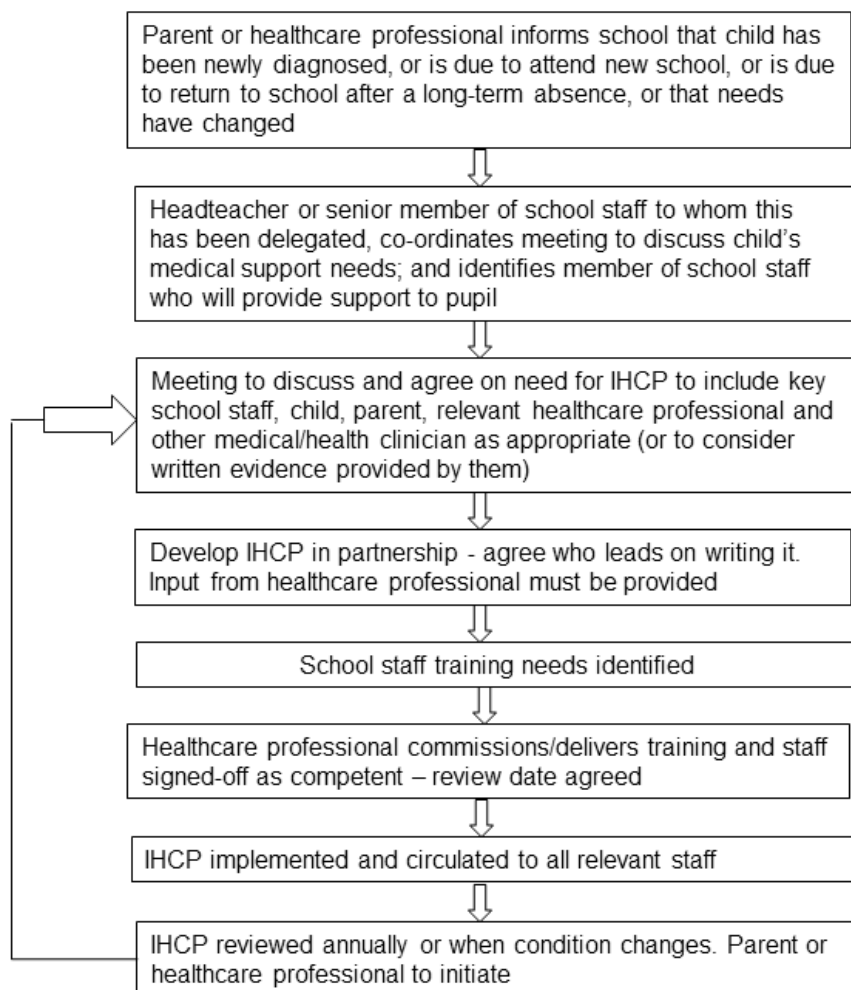 Parent or healthcare professional informs school that child has
been newly diagnosed, or is due to attend new school, or is due
to return to school after a long-term absence, or that needs
have changed
Headteacher or senior member of school staff to whom this
has been delegated, co-ordinates meeting to discuss child's
medical support needs; and identifies member of school staff
who will provide support to pupil
Meeting to discuss and agree on need for IHCP to include key
school staff, child, parent, relevant healthcare professional and
other medical/health clinician as appropriate (or to consider
written evidence provided by them)
Develop IHCP in partnership - agree who leads on writing it.
Input from healthcare professional must be provided
School staff training needs identified
Healthcare professional commissions/delivers training and staff
signed-off as competent – review date agreed
IHCP implemented and circulated to all relevant staff
IHCP reviewed annually or when condition changes. Parent or
healthcare professional to initiate